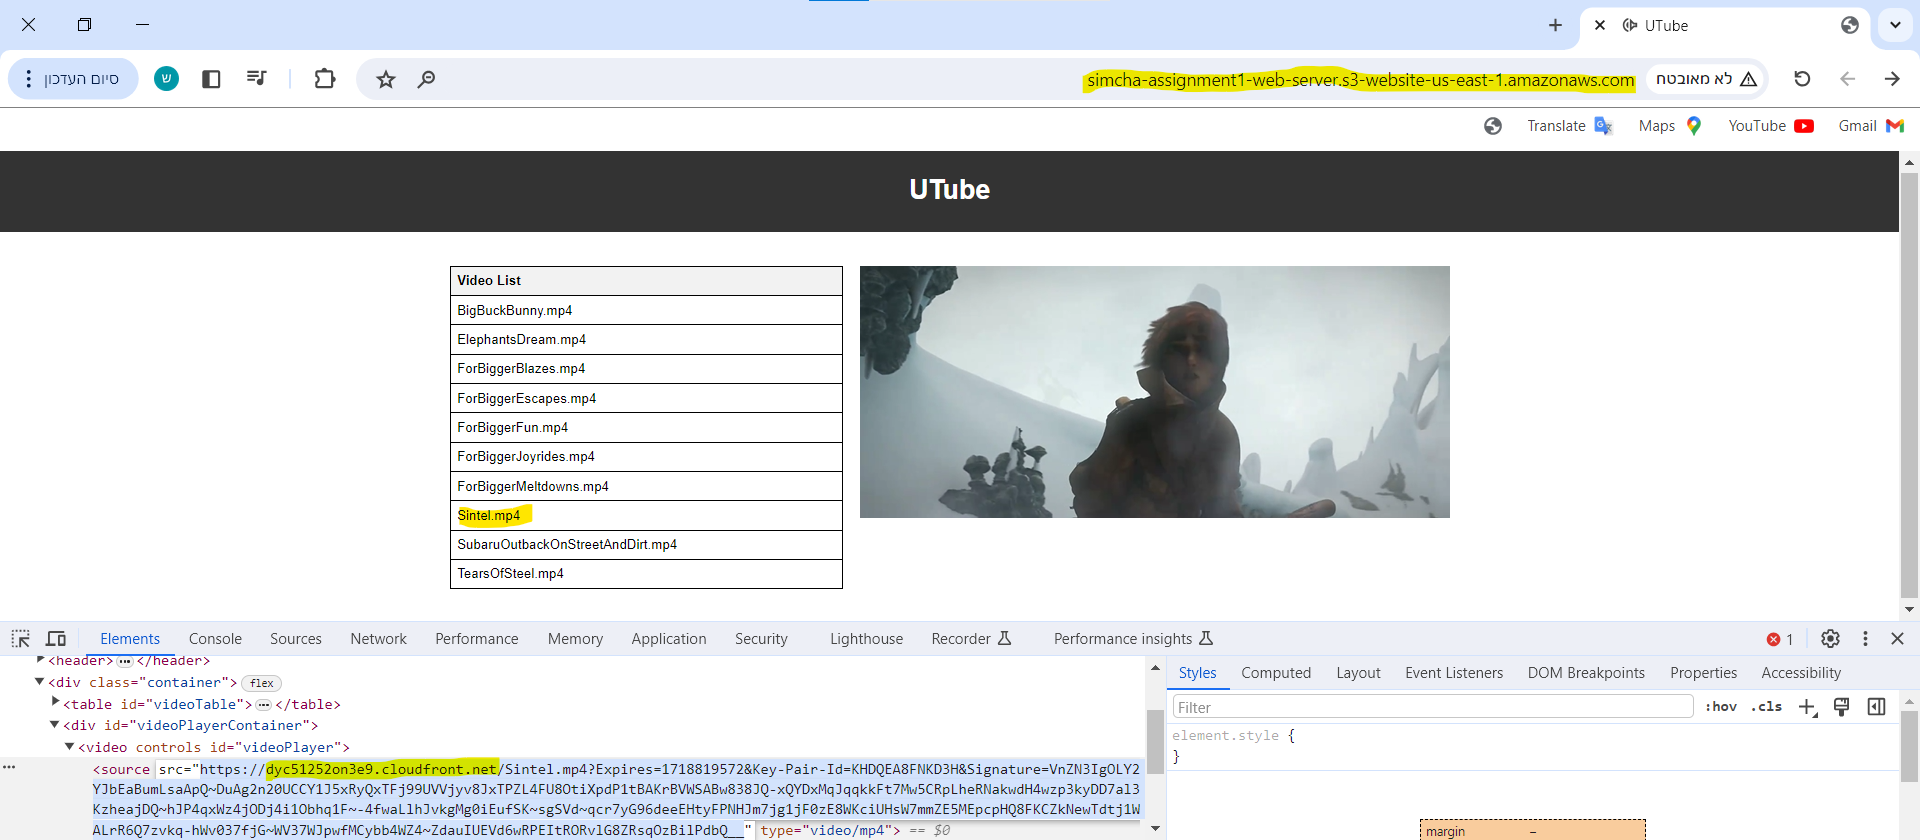 UTube
סיום העדכון
ש
simcha-assignment1-web-server.s3-website-us-east-1.amazonaws.com
לא מאובטח
Translate
Maps
YouTube
Gmail
UTube
Video List
BigBuckBunny.mp4
ElephantsDream.mp4
ForBiggerBlazes.mp4
ForBiggerEscapes.mp4
ForBiggerFun.mp4
ForBiggerJoyrides.mp4
ForBiggerMeltdowns.mp4
Sintel.mp4
SubaruOutbackOnStreetAndDirt.mp4
TearsOfSteel.mp4
Elements Console Sources Network Performance Memory Application Security Lighthouse Recorder Performance insights 1
<header> ••• </header>
<div class="container"> flex
<table id="videoTable"> ••• </table>
<div id="videoPlayerContainer">
<video controls id="videoPlayer">
<source src="https://dyc51252on3e9.cloudfront.net/Sintel.mp4?Expires=1718819572&Key-Pair-Id=KHDQEA8FNKD3H&Signature=VnZN3IgOLY2
YJbEaBumLsaApQ~DuAg2n20UCCY1J5xRyQxTFj99UVVjyv8JxTPZL4FU8OtiXpdP1tBAKrBVWSABw838JQ-xQYDxMqJqqkkFt7Mw5CRpLheRNakwdH4wzp3kyDD7al3
KzheajDQ~hJP4qxWz4jODj4i1Obhq1F~-4fwaLlhJvkgMg0iEufSK~sgSVd~qcr7yG96deeEHtyFPNHJm7jg1jF0zE8WKciUHsW7mmZE5MEpcpHQ8FKCZkNewTdtj1W
ALrR6Q7zvkq-hWv037fjG~WV37WJpwfMCybb4WZ4~ZdauIUEVd6wRPEItRORvlG8ZRsqOzBilPdbQ__" type="video/mp4"> == $0
Styles Computed Layout Event Listeners DOM Breakpoints Properties Accessibility
Filter
:hov .cls
element.style {
}
margin
–